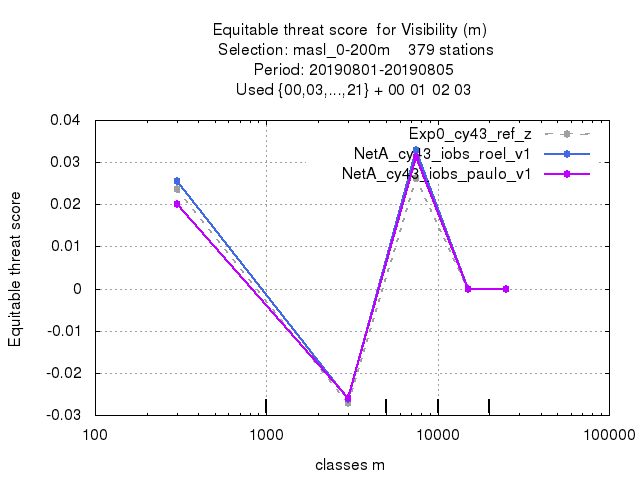 Equitable threat score  for Visibility (m)
Selection: masl_0-200m    379 stations
Period: 20190801-20190805
Used {00,03,...,21} + 00 01 02 03
Exp0_cy43_ref_z
NetA_cy43_iobs_roel_v1
NetA_cy43_iobs_paulo_v1
Equitable threat score
0.04
0.03
0.02
0.01
0
-0.01
-0.02
-0.03
100
1000
10000
100000
classes m